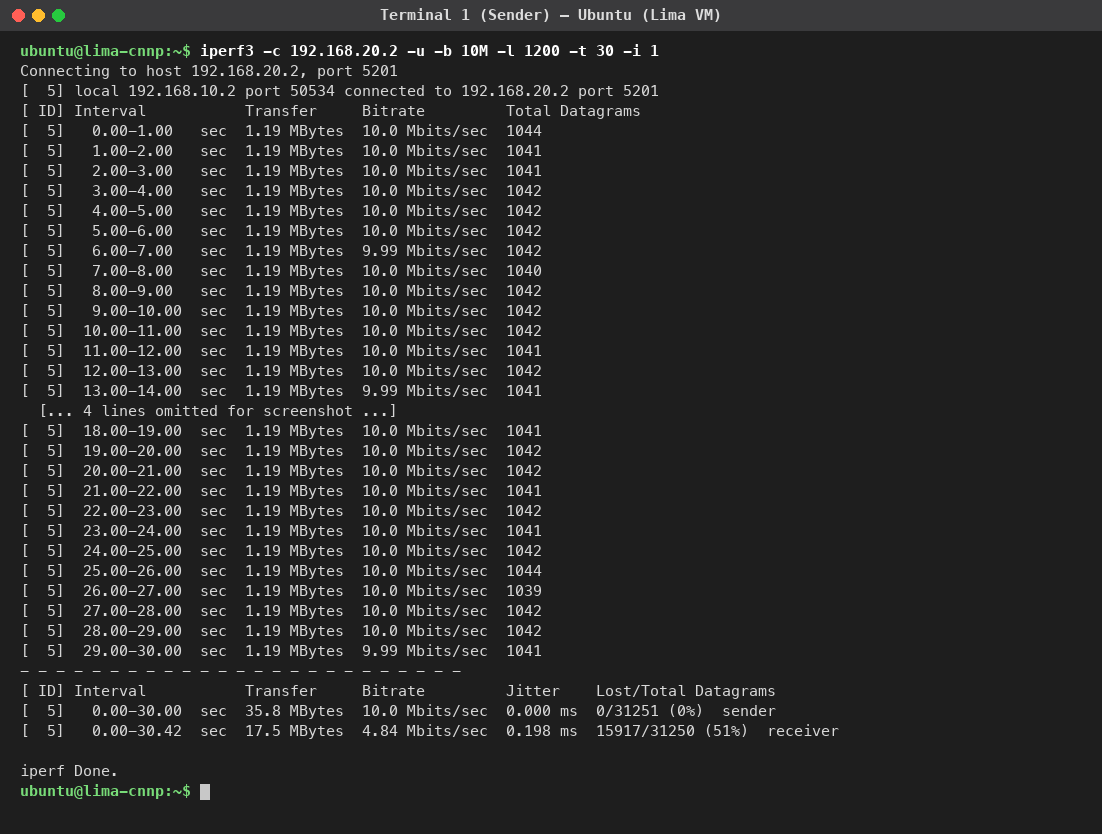 Terminal 1 (Sender) — Ubuntu (Lima VM)
ubuntu@lima-cnnp:~$ iperf3 -c 192.168.20.2 -u -b 10M -l 1200 -t 30 -i 1
Connecting to host 192.168.20.2, port 5201
[  5] local 192.168.10.2 port 50534 connected to 192.168.20.2 port 5201
[ ID] Interval           Transfer     Bitrate         Total Datagrams
[  5]   0.00-1.00   sec  1.19 MBytes  10.0 Mbits/sec  1044
[  5]   1.00-2.00   sec  1.19 MBytes  10.0 Mbits/sec  1041
[  5]   2.00-3.00   sec  1.19 MBytes  10.0 Mbits/sec  1041
[  5]   3.00-4.00   sec  1.19 MBytes  10.0 Mbits/sec  1042
[  5]   4.00-5.00   sec  1.19 MBytes  10.0 Mbits/sec  1042
[  5]   5.00-6.00   sec  1.19 MBytes  10.0 Mbits/sec  1042
[  5]   6.00-7.00   sec  1.19 MBytes  9.99 Mbits/sec  1042
[  5]   7.00-8.00   sec  1.19 MBytes  10.0 Mbits/sec  1040
[  5]   8.00-9.00   sec  1.19 MBytes  10.0 Mbits/sec  1042
[  5]   9.00-10.00  sec  1.19 MBytes  10.0 Mbits/sec  1042
[  5]  10.00-11.00  sec  1.19 MBytes  10.0 Mbits/sec  1042
[  5]  11.00-12.00  sec  1.19 MBytes  10.0 Mbits/sec  1041
[  5]  12.00-13.00  sec  1.19 MBytes  10.0 Mbits/sec  1042
[  5]  13.00-14.00  sec  1.19 MBytes  9.99 Mbits/sec  1041
  [... 4 lines omitted for screenshot ...]
[  5]  18.00-19.00  sec  1.19 MBytes  10.0 Mbits/sec  1041
[  5]  19.00-20.00  sec  1.19 MBytes  10.0 Mbits/sec  1042
[  5]  20.00-21.00  sec  1.19 MBytes  10.0 Mbits/sec  1042
[  5]  21.00-22.00  sec  1.19 MBytes  10.0 Mbits/sec  1041
[  5]  22.00-23.00  sec  1.19 MBytes  10.0 Mbits/sec  1042
[  5]  23.00-24.00  sec  1.19 MBytes  10.0 Mbits/sec  1041
[  5]  24.00-25.00  sec  1.19 MBytes  10.0 Mbits/sec  1042
[  5]  25.00-26.00  sec  1.19 MBytes  10.0 Mbits/sec  1044
[  5]  26.00-27.00  sec  1.19 MBytes  10.0 Mbits/sec  1039
[  5]  27.00-28.00  sec  1.19 MBytes  10.0 Mbits/sec  1042
[  5]  28.00-29.00  sec  1.19 MBytes  10.0 Mbits/sec  1042
[  5]  29.00-30.00  sec  1.19 MBytes  9.99 Mbits/sec  1041
- - - - - - - - - - - - - - - - - - - - - - - - -
[ ID] Interval           Transfer     Bitrate         Jitter    Lost/Total Datagrams
[  5]   0.00-30.00  sec  35.8 MBytes  10.0 Mbits/sec  0.000 ms  0/31251 (0%)  sender
[  5]   0.00-30.42  sec  17.5 MBytes  4.84 Mbits/sec  0.198 ms  15917/31250 (51%)  receiver
iperf Done.
ubuntu@lima-cnnp:~$